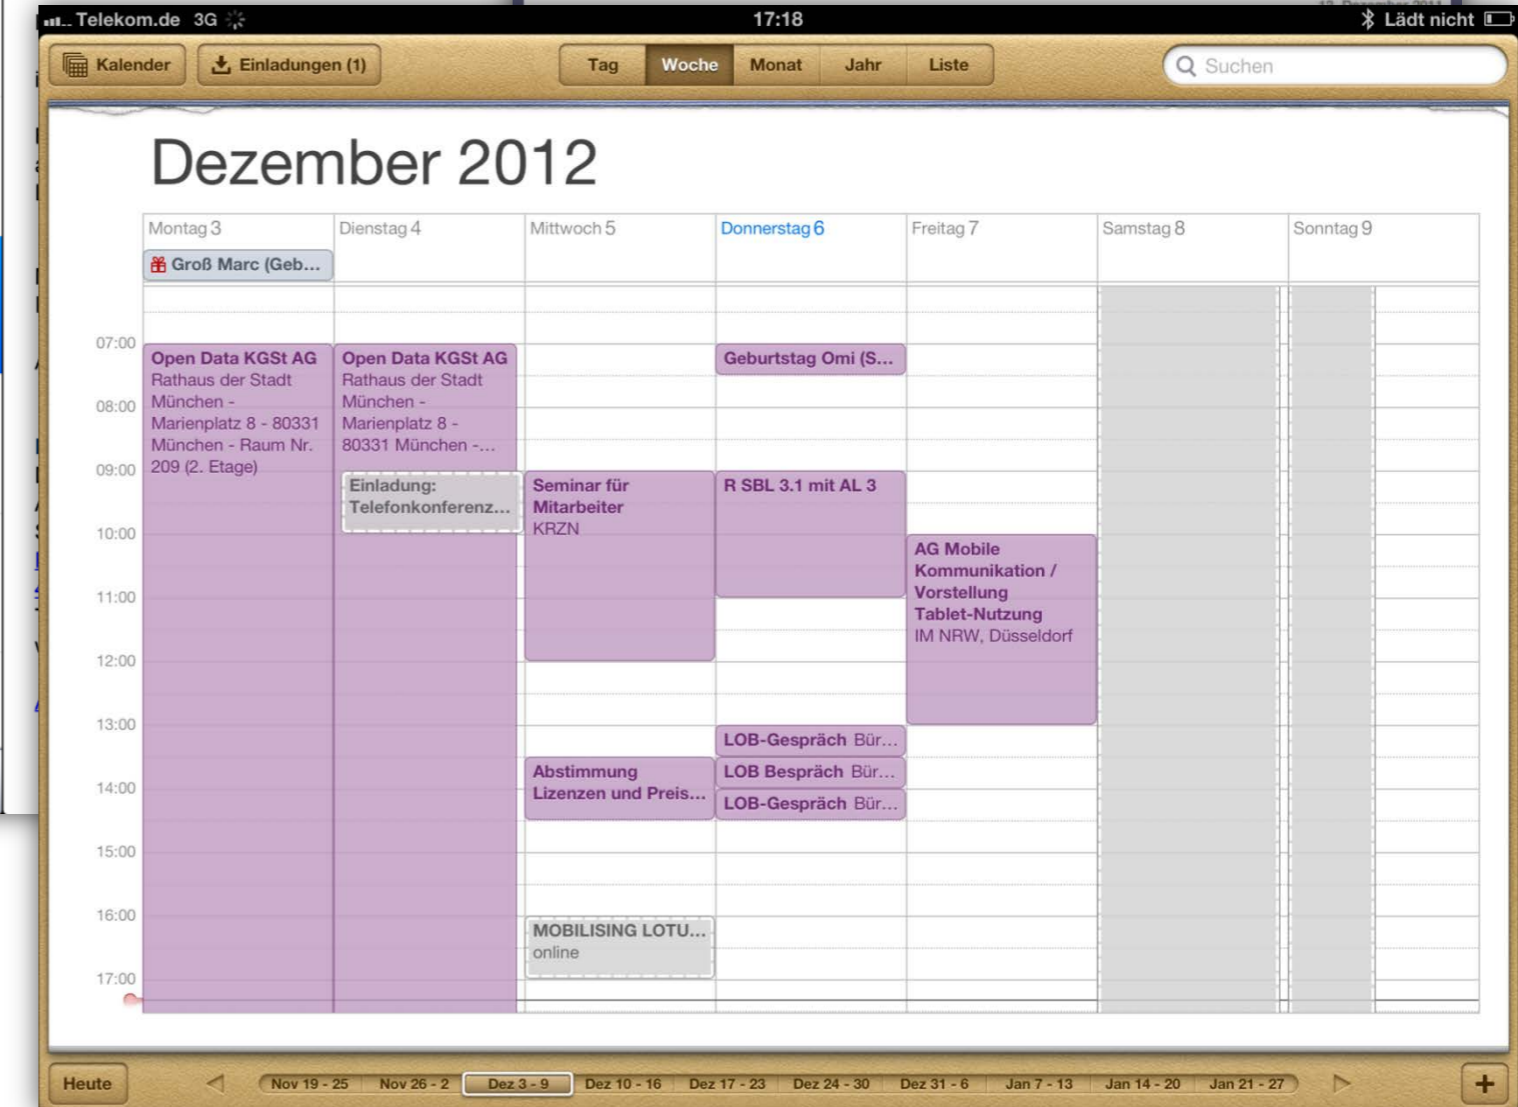 12. Dezember 2011
Telekom.de 3G 17:18 Lädt nicht
Kalender Einladungen (1) Tag Woche Monat Jahr Liste Suchen
Dezember 2012
Montag 3 Dienstag 4 Mittwoch 5 Donnerstag 6 Freitag 7 Samstag 8 Sonntag 9
Groß Marc (Geb...
07:00
08:00
09:00
10:00
11:00
12:00
13:00
14:00
15:00
16:00
17:00
Open Data KGSt AG
Rathaus der Stadt
München -
Marienplatz 8 - 80331
München - Raum Nr.
209 (2. Etage)
Open Data KGSt AG
Rathaus der Stadt
München -
Marienplatz 8 -
80331 München -...
Einladung:
Telefonkonferenz...
Seminar für
Mitarbeiter
KRZN
Abstimmung
Lizenzen und Preis...
MOBILISING LOTU...
online
Geburtstag Omi (S...
R SBL 3.1 mit AL 3
LOB-Gespräch Bür...
LOB Bespräch Bür...
LOB-Gespräch Bür...
AG Mobile
Kommunikation /
Vorstellung
Tablet-Nutzung
IM NRW, Düsseldorf
Heute Nov 19 - 25 Nov 26 - 2 Dez 3 - 9 Dez 10 - 16 Dez 17 - 23 Dez 24 - 30 Dez 31 - 6 Jan 7 - 13 Jan 14 - 20 Jan 21 - 27 +